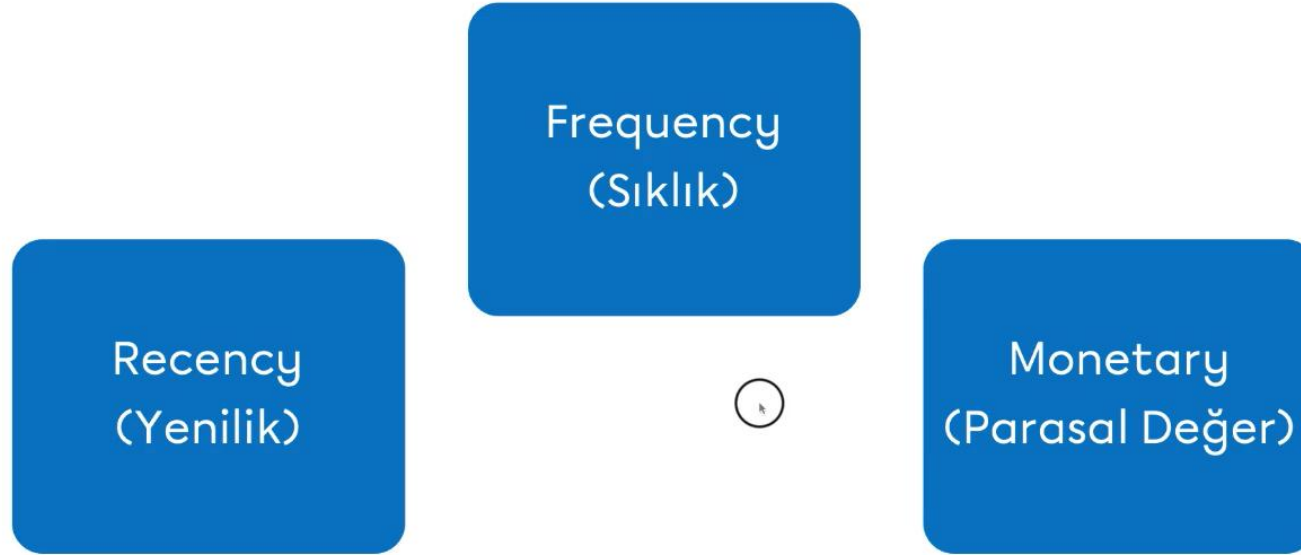 Recency
(Yenilik)
Frequency
(Sıklık)
Monetary
(Parasal Değer)